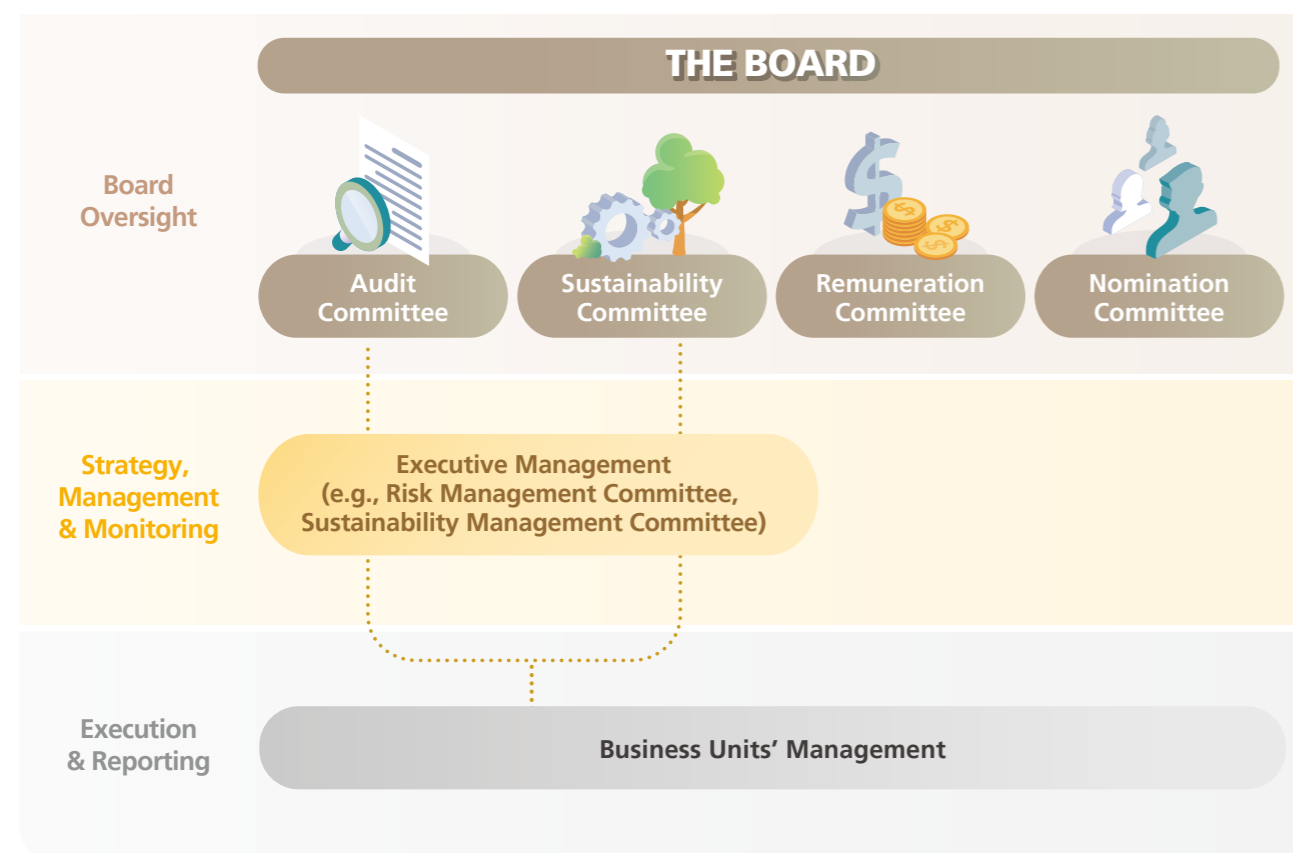 THE BOARD
Board
Oversight
Audit
Committee
Sustainability
Committee
Remuneration
Committee
Nomination
Committee
Strategy,
Management
& Monitoring
Executive Management
(e.g., Risk Management Committee,
Sustainability Management Committee)
Execution
& Reporting
Business Units’ Management